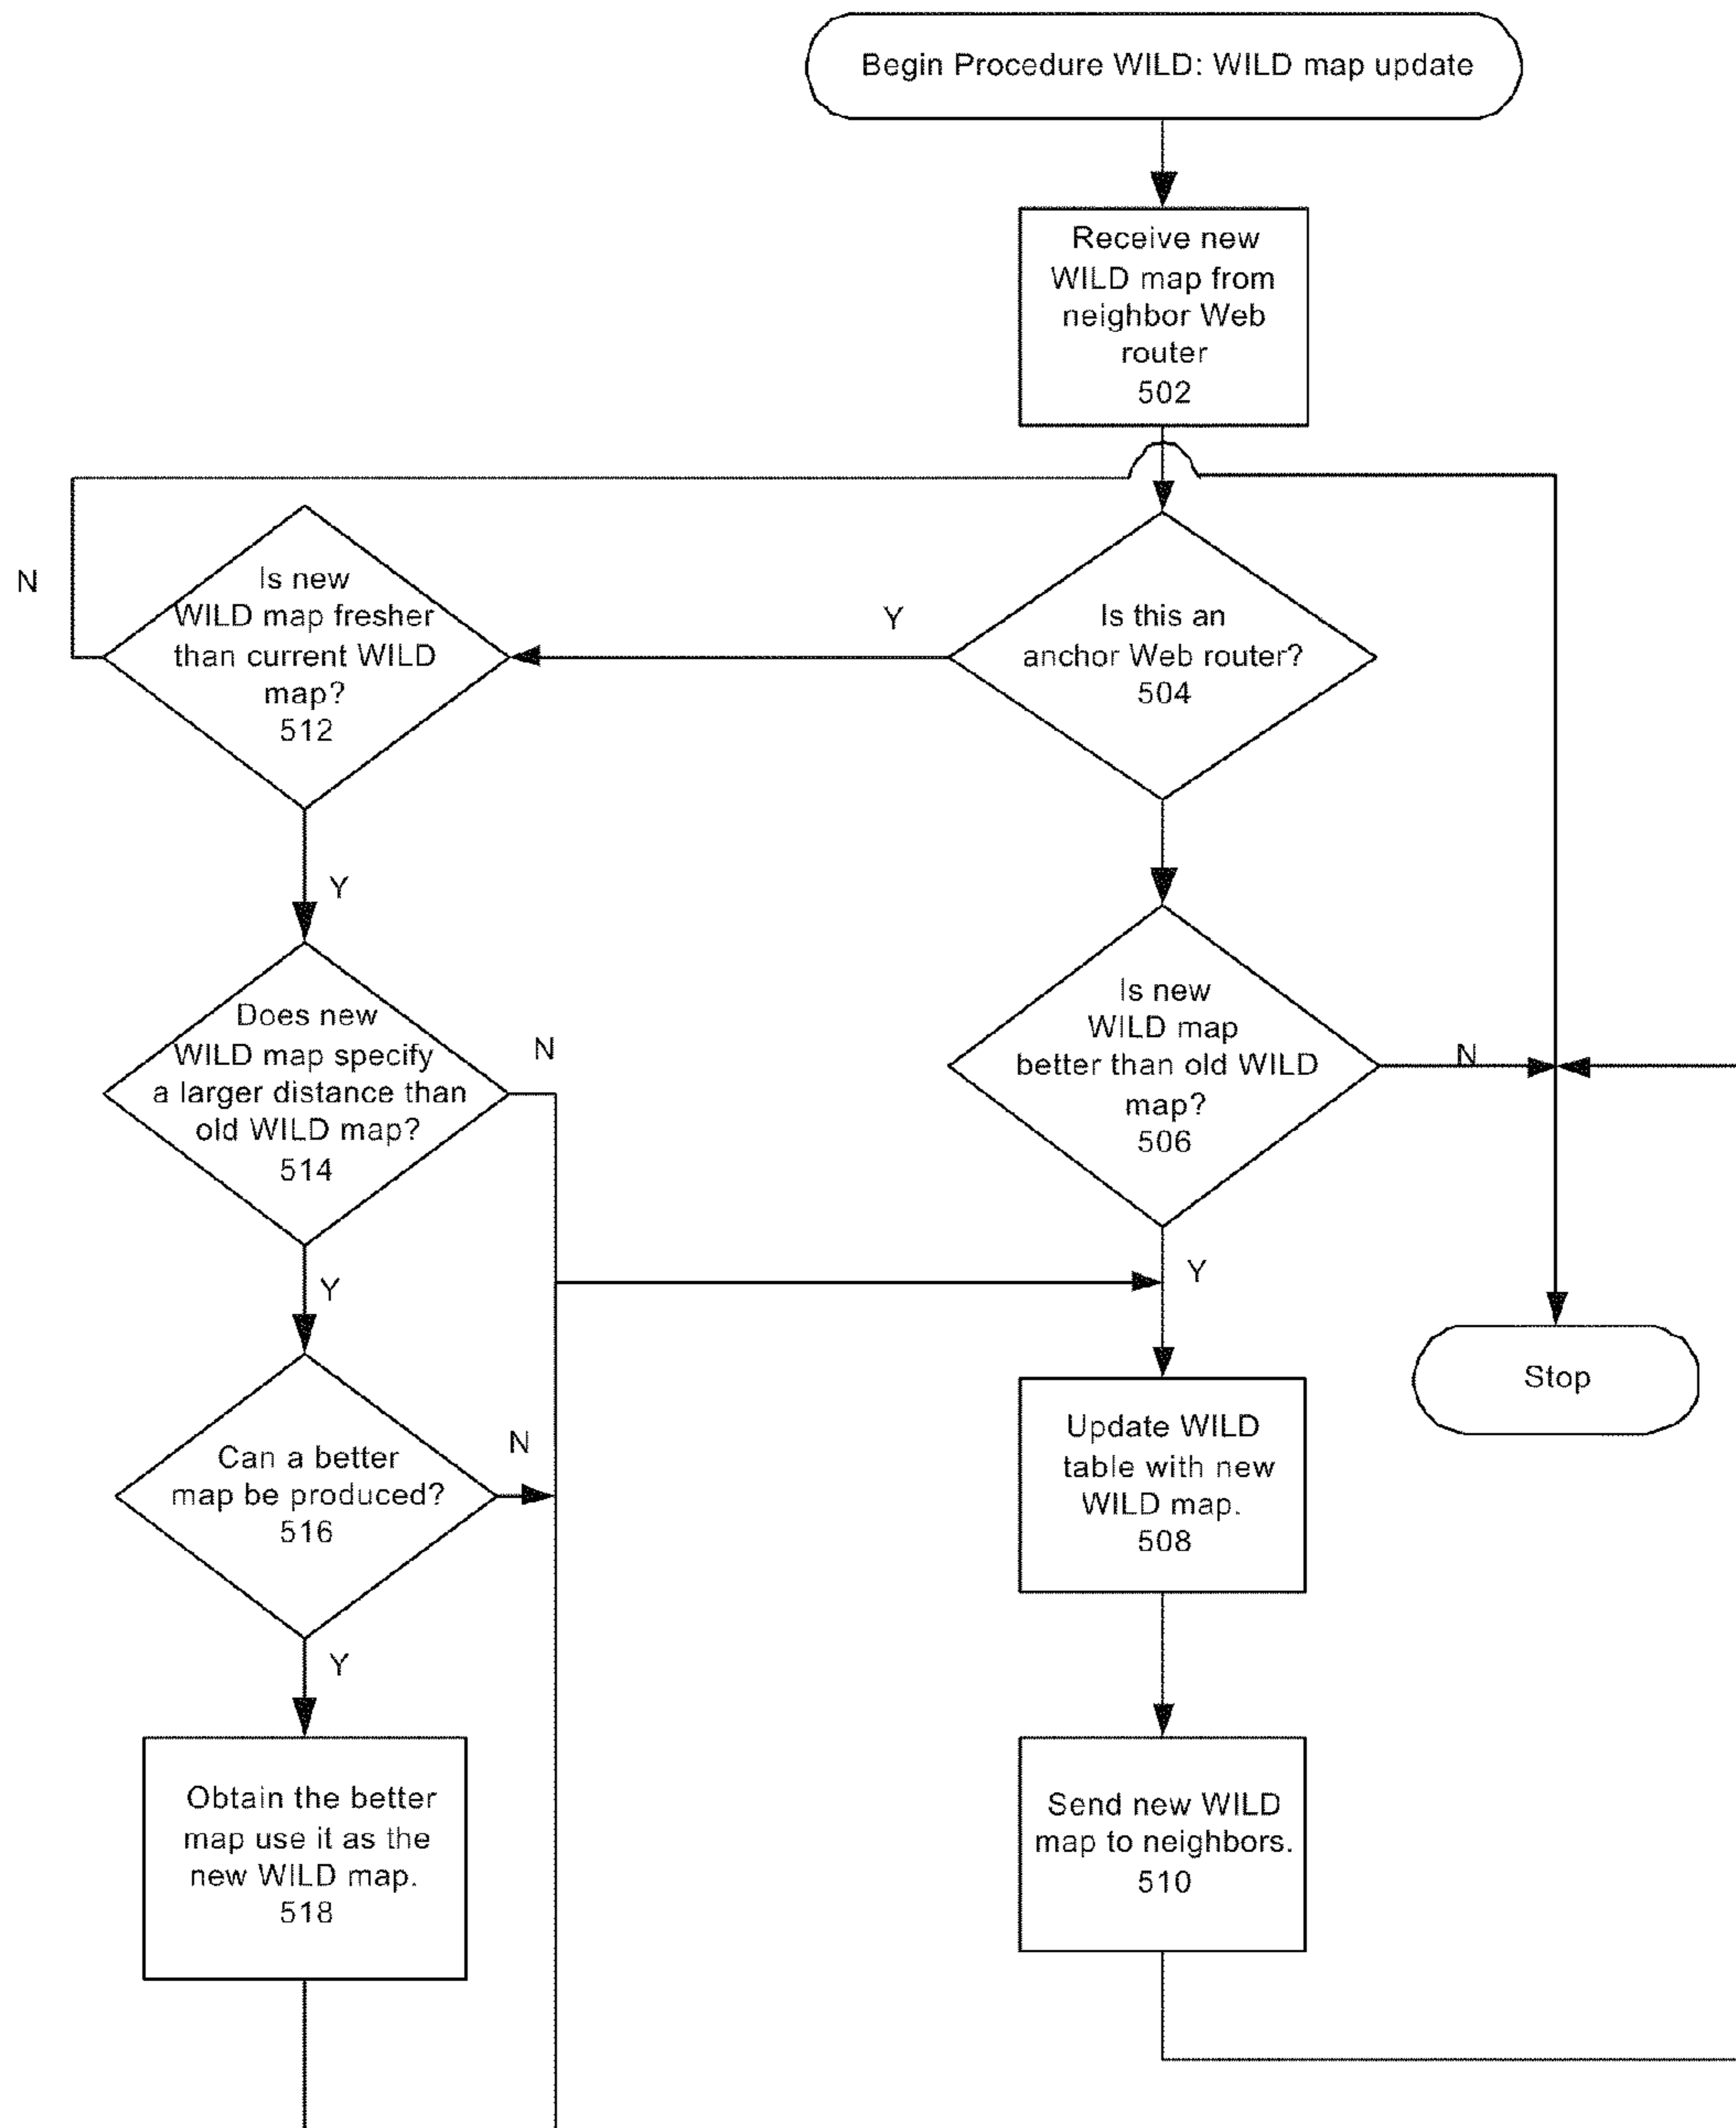 Begin Procedure WILD: WILD map update
Receive new
WILD map from
neighbor Web
router
502
N
Is new
WILD map fresher
than current WILD
map?
512
Y
Is this an
anchor Web router?
504
Y
Does new
WILD map specify
a larger distance than
old WILD map?
514
N
Is new
WILD map
better than old WILD
map?
506
N
Y
Y
Stop
Can a better
map be produced?
516
N
Update WILD
table with new
WILD map.
508
Y
Obtain the better
map use it as the
new WILD map.
518
Send new WILD
map to neighbors.
510